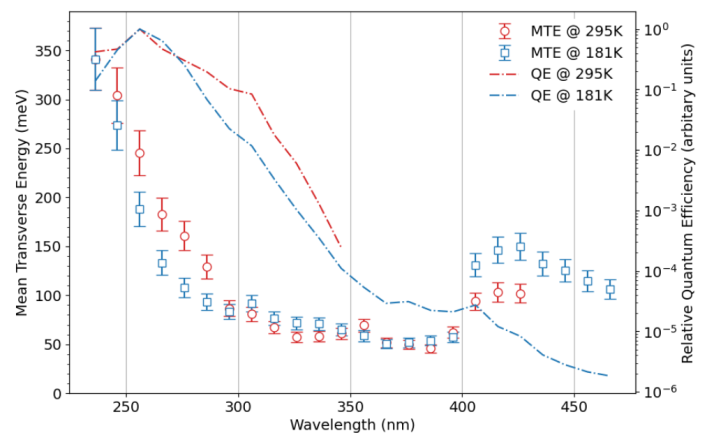 MTE @ 295K
MTE @ 181K
QE @ 295K
QE @ 181K
Mean Transverse Energy (meV)
350
300
250
200
150
100
50
0
10⁰
10⁻¹
10⁻²
10⁻³
10⁻⁴
10⁻⁵
10⁻⁶
Relative Quantum Efficiency (arbitary units)
250 300 350 400 450
Wavelength (nm)